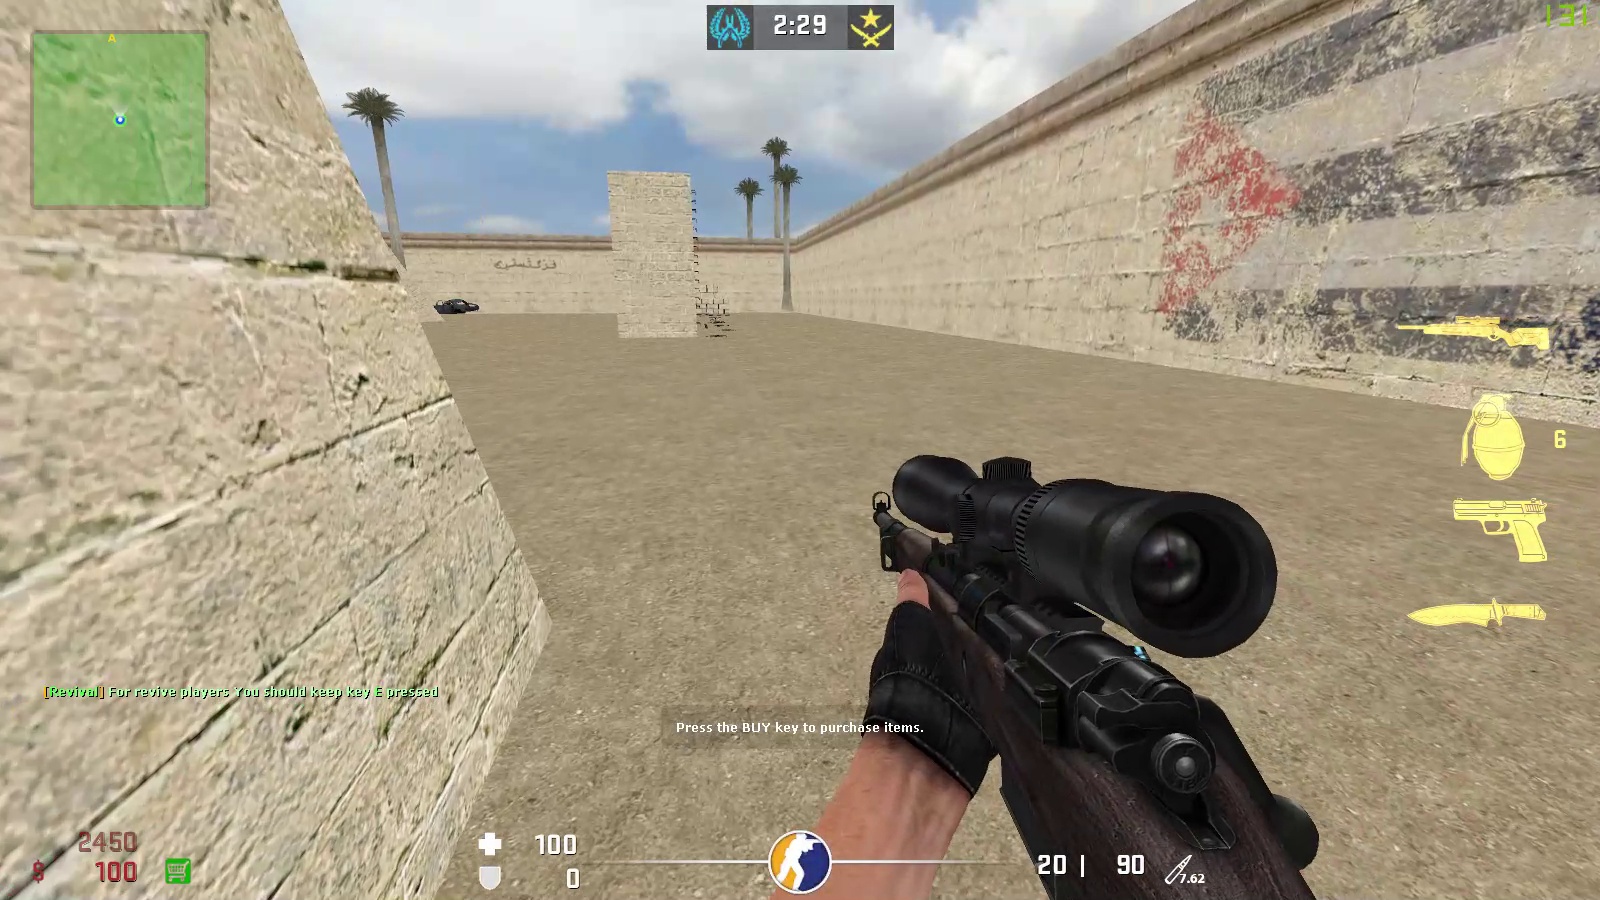 2:29
131
A
6
[Revival] For revive players You should keep key E pressed
Press the BUY key to purchase items.
2450
$ 100
100
0
20 | 90
7.62